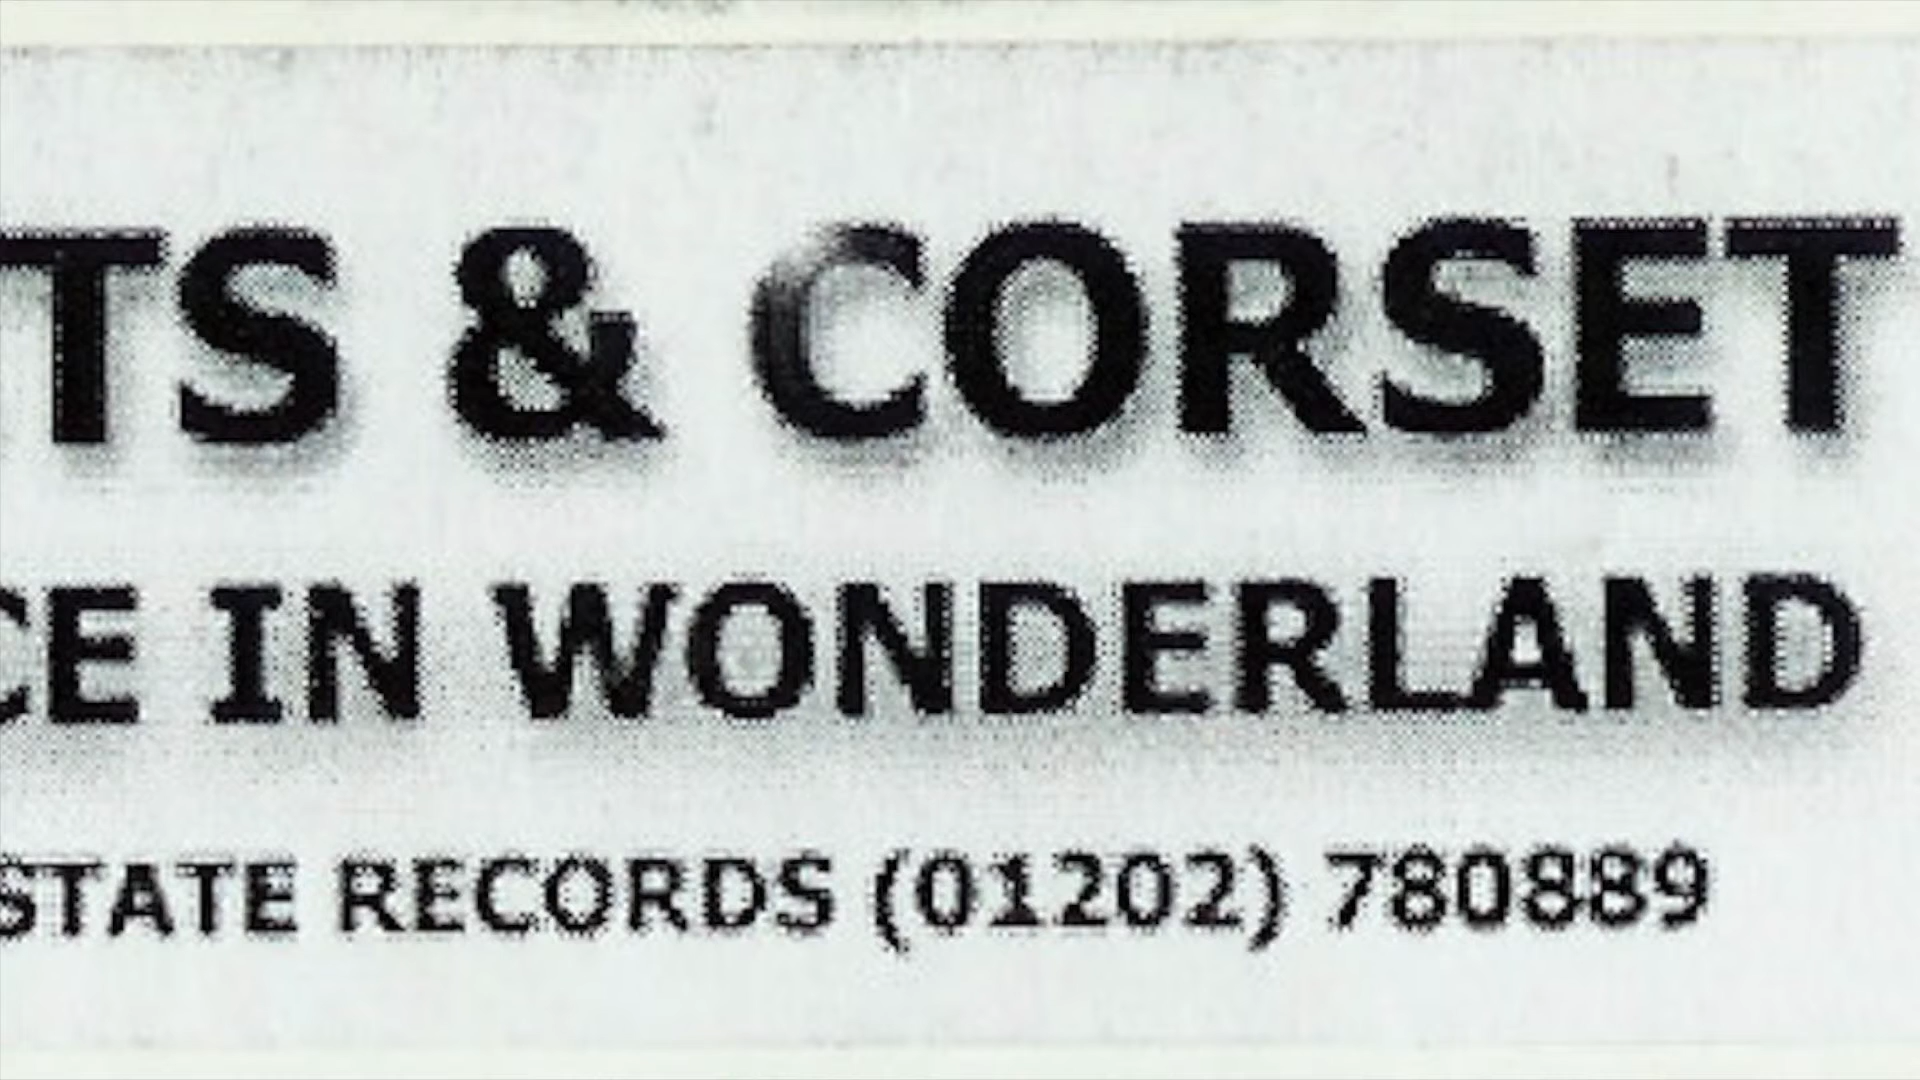 TS & CORSET
CE IN WONDERLAND
STATE RECORDS (01202) 780889